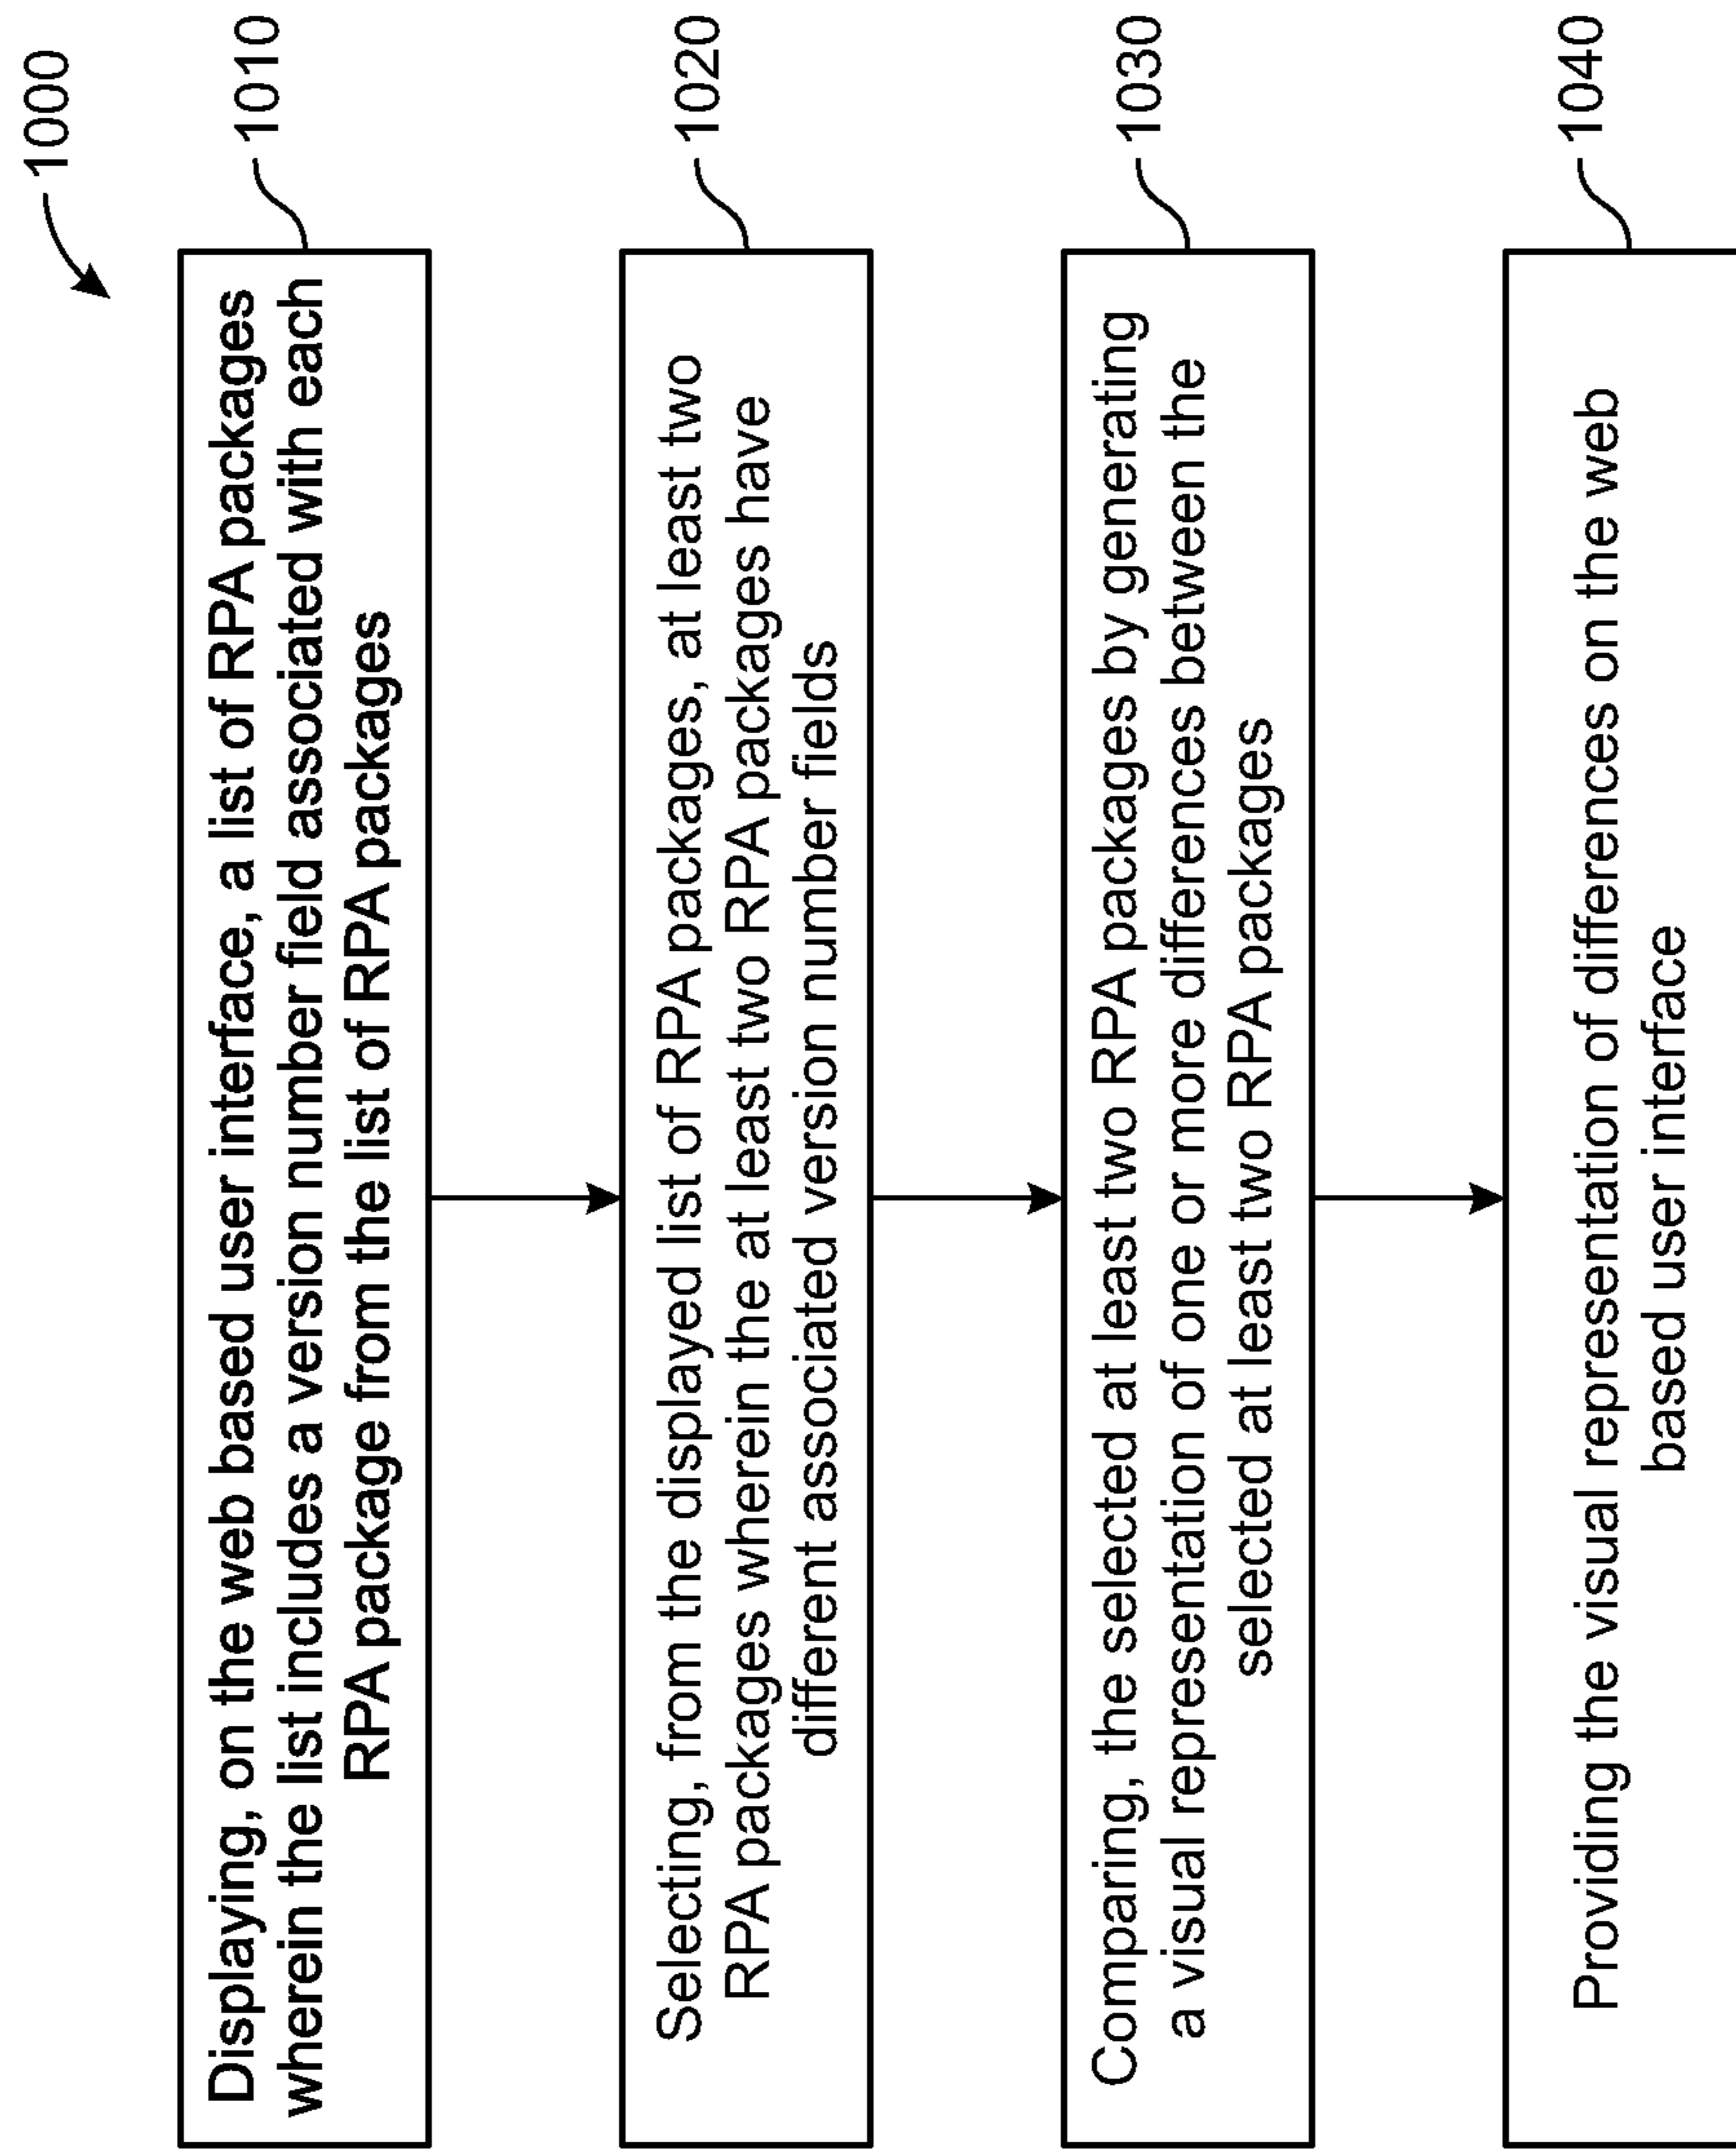 1000
Displaying, on the web based user interface, a list of RPA packages
wherein the list includes a version number field associated with each
RPA package from the list of RPA packages
1010
Selecting, from the displayed list of RPA packages, at least two
RPA packages wherein the at least two RPA packages have
different associated version number fields
1020
Comparing, the selected at least two RPA packages by generating
a visual representation of one or more differences between the
selected at least two RPA packages
1030
Providing the visual representation of differences on the web
based user interface
1040